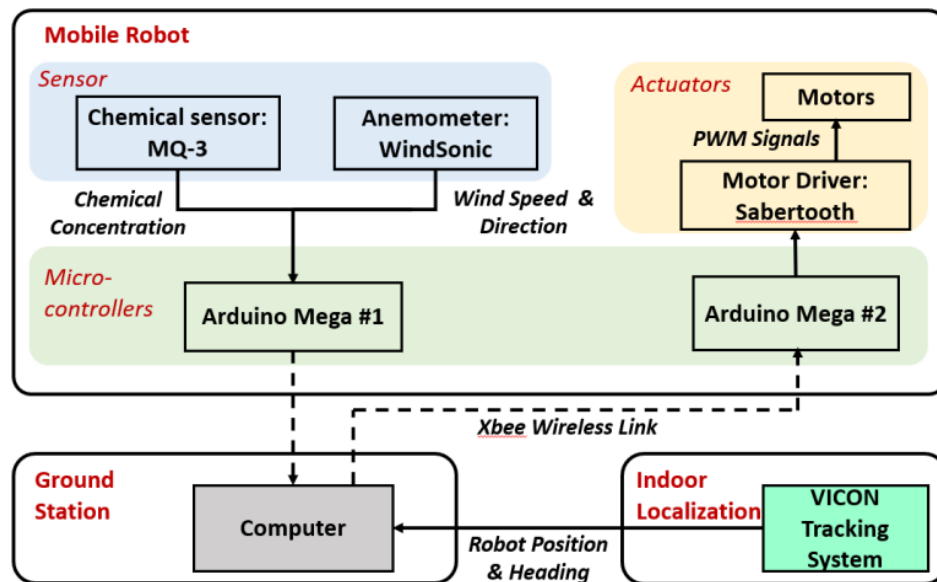 Mobile Robot
Sensor
Chemical sensor:
MQ-3
Anemometer:
WindSonic
Actuators
Motors
PWM Signals
Motor Driver:
Sabertooth
Chemical
Concentration
Wind Speed &
Direction
Micro-
controllers
Arduino Mega #1
Arduino Mega #2
Xbee Wireless Link
Ground
Station
Computer
Robot Position
& Heading
Indoor
Localization
VICON
Tracking
System